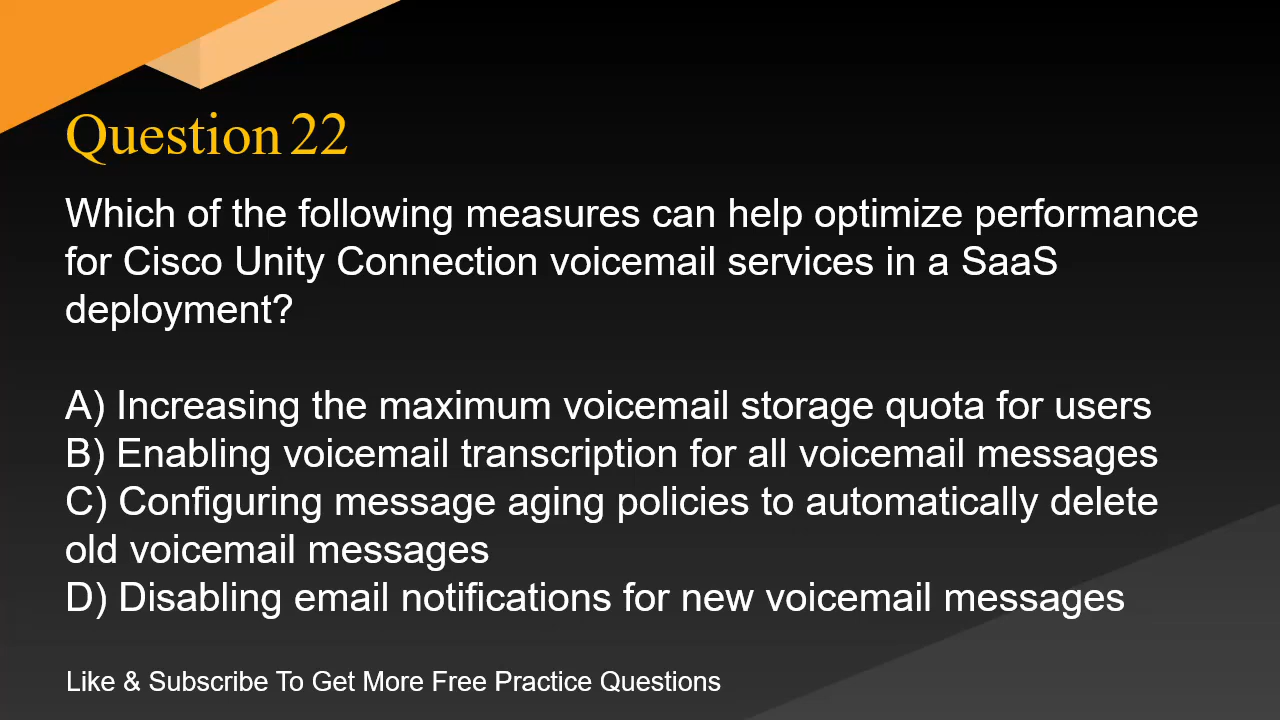 Question 22
Which of the following measures can help optimize performance
for Cisco Unity Connection voicemail services in a SaaS
deployment?
A) Increasing the maximum voicemail storage quota for users
B) Enabling voicemail transcription for all voicemail messages
C) Configuring message aging policies to automatically delete
old voicemail messages
D) Disabling email notifications for new voicemail messages
Like & Subscribe To Get More Free Practice Questions